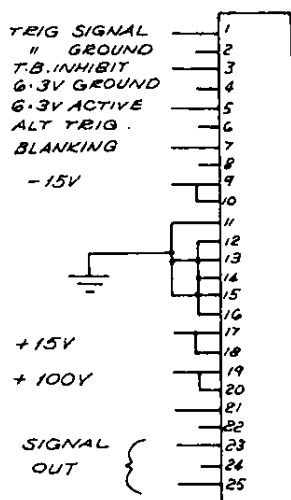 TRIG SIGNAL 1
" GROUND 2
T.B. INHIBIT 3
6.3V GROUND 4
6.3V ACTIVE 5
ALT TRIG. 6
BLANKING 7
8
-15V 9
10
11
12
13
14
15
16
17
+15V 18
19
+100V 20
21
22
SIGNAL 23
OUT 24
25